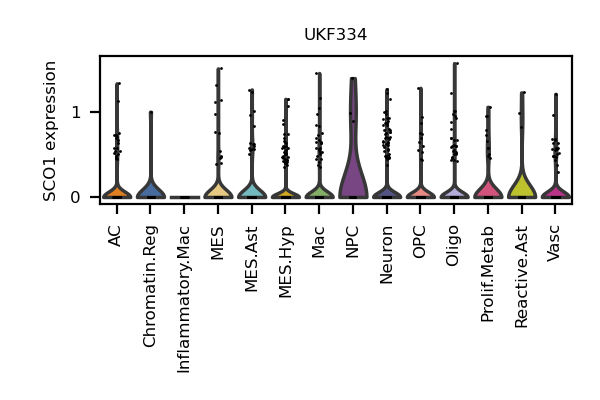 UKF334
SCO1 expression
1
0
AC
Chromatin.Reg
Inflammatory.Mac
MES
MES.Ast
MES.Hyp
Mac
NPC
Neuron
OPC
Oligo
Prolif.Metab
Reactive.Ast
Vasc